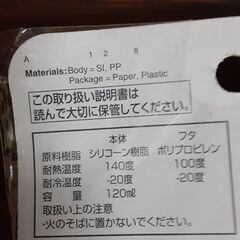 A 1 2 8
Materials: Body = SI, PP
Package = Paper, Plastic
この取り扱い説明書は
読んで大切に保管してください。
本体 フタ
原料樹脂 シリコーン樹脂 ポリプロピレン
耐熱温度 140度 100度
耐冷温度 -20度 -20度
容量 120mℓ
取扱い上の注意
・火のそばに置かないでください。